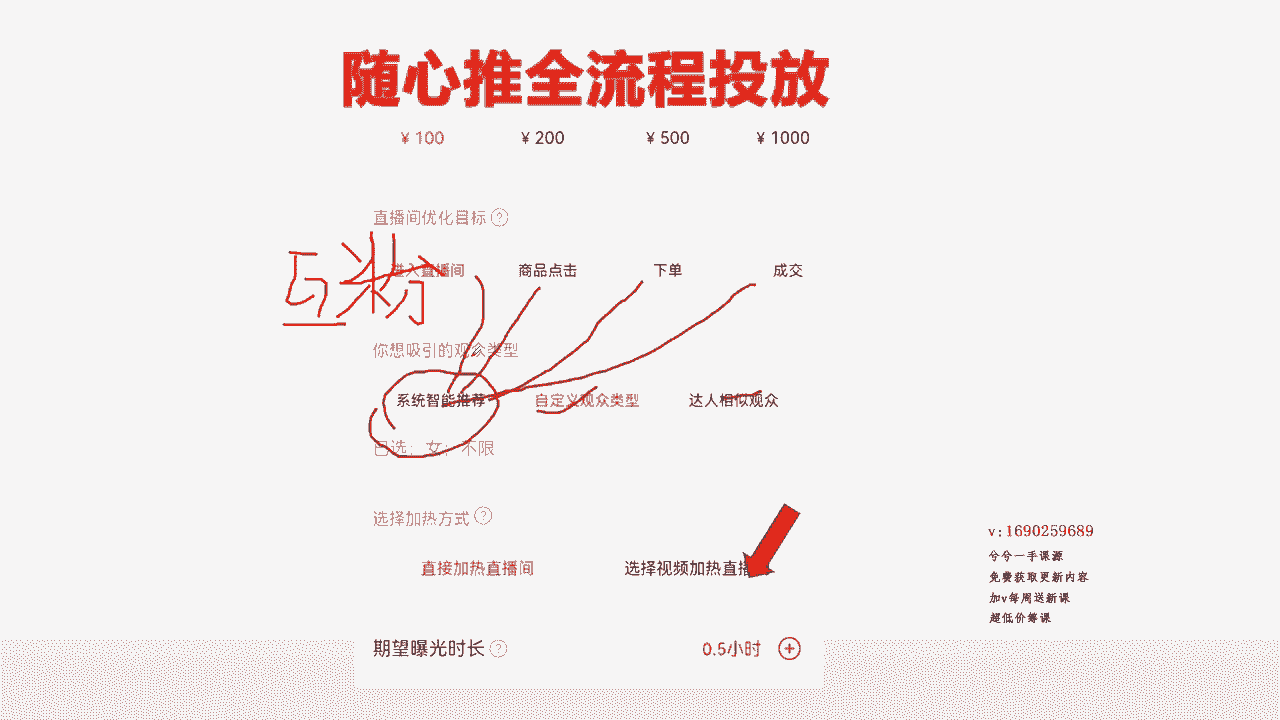 随心推全流程投放
¥ 100 ¥ 200 ¥ 500 ¥ 1000
直播间优化目标 ?
进入直播间 商品点击 下单 成交
互粉
你想吸引的观众类型
系统智能推荐 自定义观众类型 达人相似观众
已选: 女; 不限
选择加热方式 ?
直接加热直播间 选择视频加热直播
期望曝光时长 ? 0.5小时 +
v:1690259689
兮兮一手课源
免费获取更新内容
加v每周送新课
超低价筹课